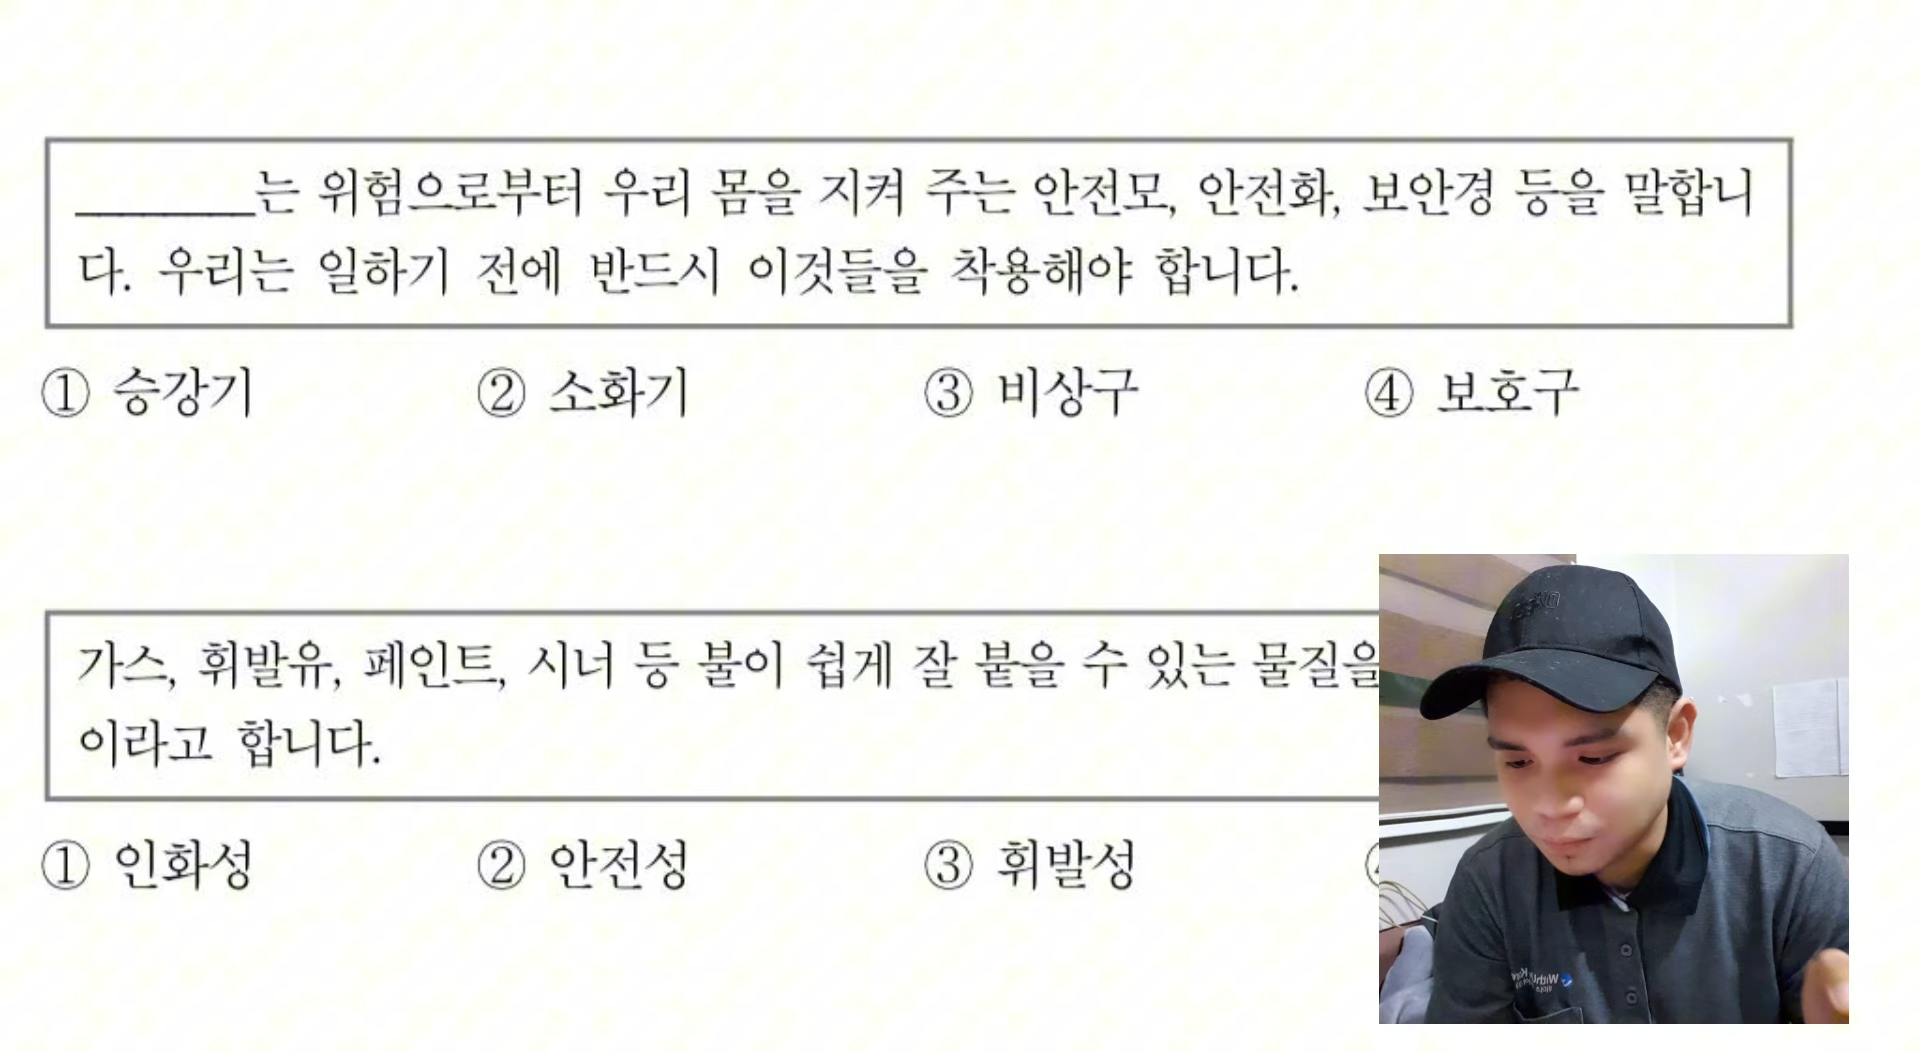 ________는 위험으로부터 우리 몸을 지켜 주는 안전모, 안전화, 보안경 등을 말합니
다. 우리는 일하기 전에 반드시 이것들을 착용해야 합니다.
① 승강기 ② 소화기 ③ 비상구 ④ 보호구
가스, 휘발유, 페인트, 시너 등 불이 쉽게 잘 붙을 수 있는 물질을
이라고 합니다.
① 인화성 ② 안전성 ③ 휘발성